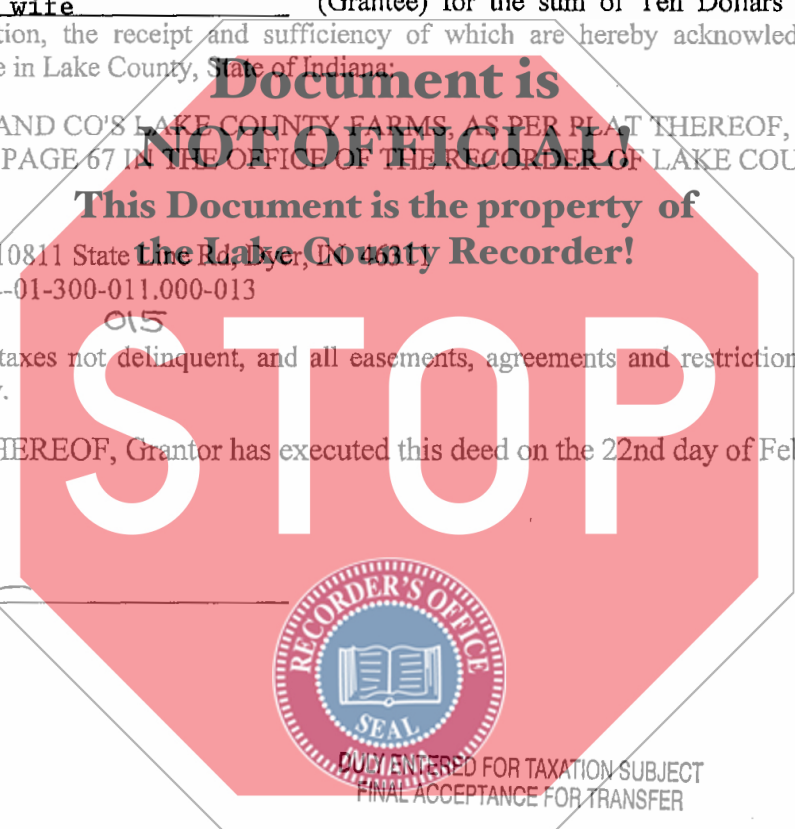 wife (Grantee) for the sum of Ten Dollars
tion, the receipt and sufficiency of which are hereby acknowled
e in Lake County, State of Indiana:
Document is
AND CO'S LAKE COUNTY FARMS, AS PER PLAT THEREOF,
NOT OFFICIAL!
PAGE 67 IN THE OFFICE OF THE RECORDER OF LAKE COU
This Document is the property of
10811 State Line Rd, Dyer, IN 46311
the Lake County Recorder!
-01-300-011.000-013
015
taxes not delinquent, and all easements, agreements and restriction
y.
STOP
HEREOF, Grantor has executed this deed on the 22nd day of Feb
RECORDER'S OFFICE
SEAL
DULY ENTERED FOR TAXATION SUBJECT
FINAL ACCEPTANCE FOR TRANSFER